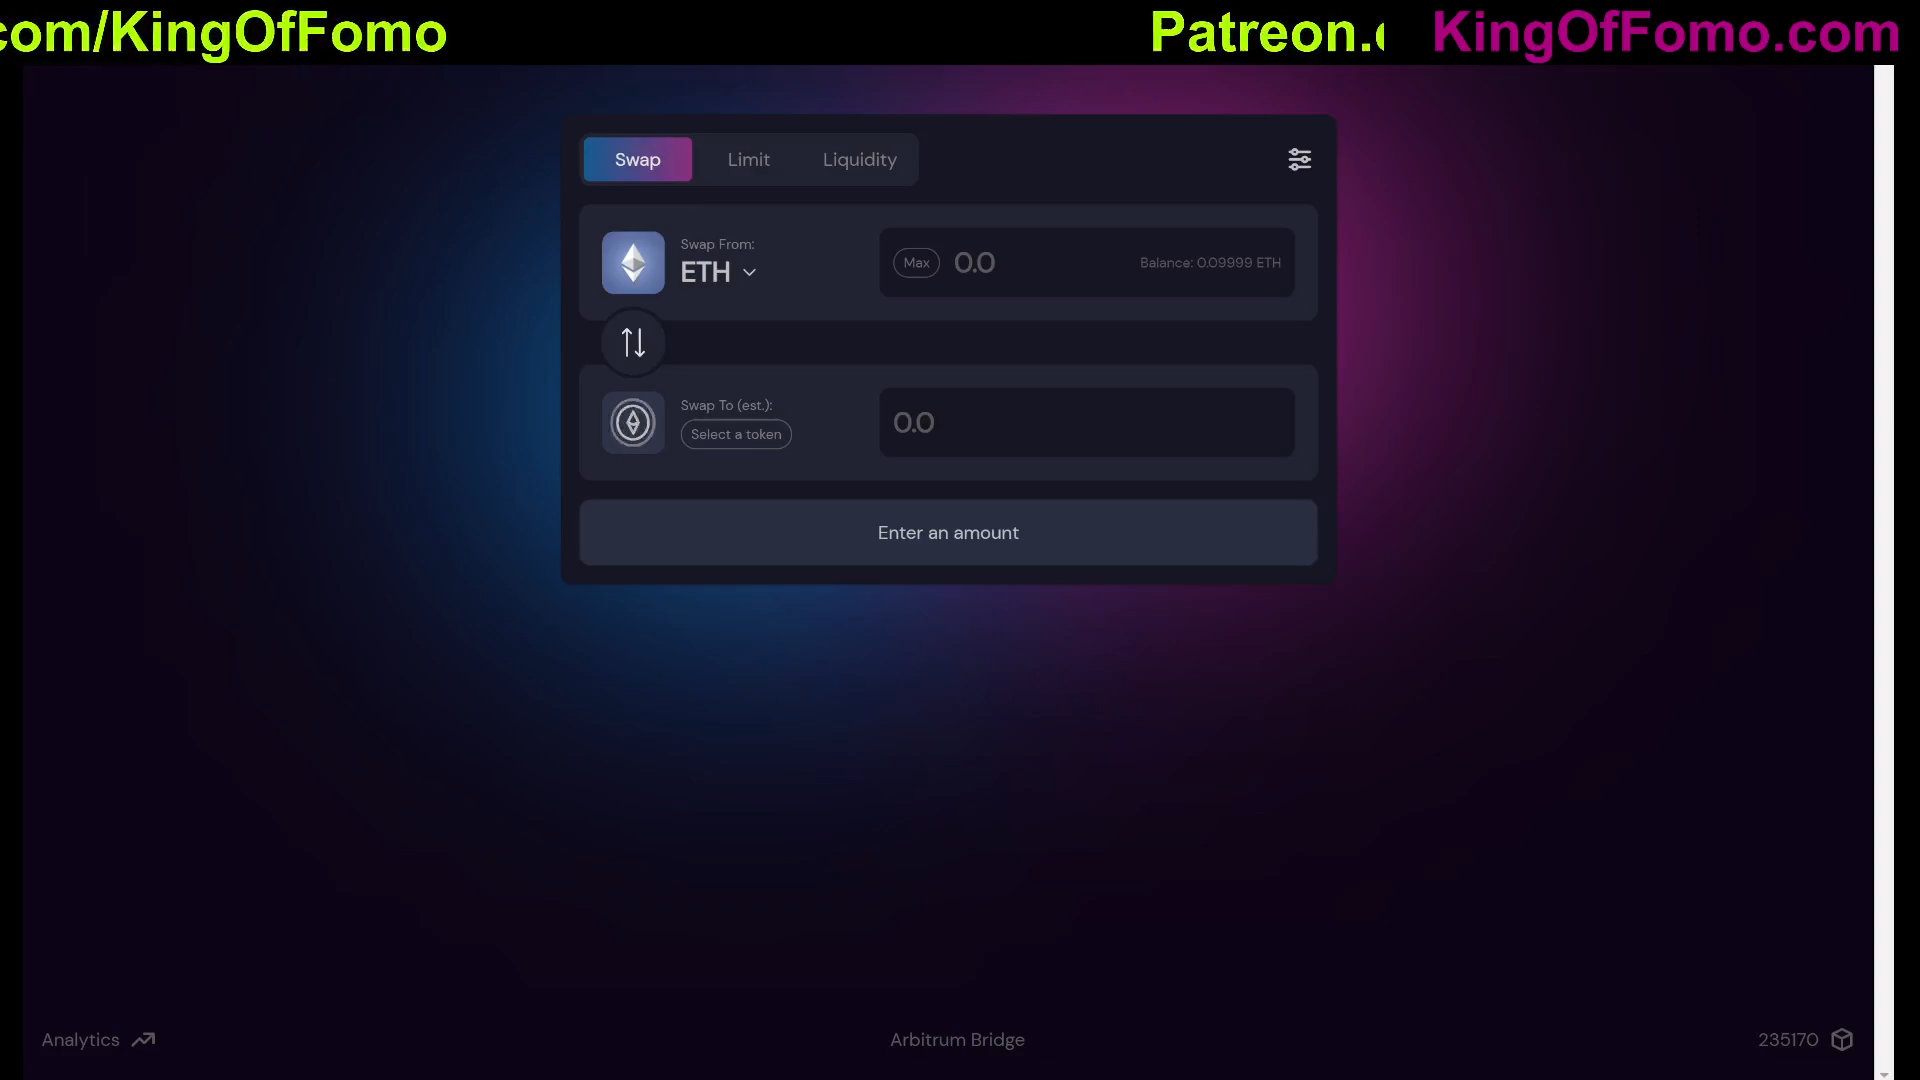 com/KingOfFomo
Patreon.
KingOfFomo.com
Swap
Limit
Liquidity
Swap From:
ETH
Max
0.0
Balance: 0.09999 ETH
Swap To (est.):
Select a token
0.0
Enter an amount
Analytics
Arbitrum Bridge
235170